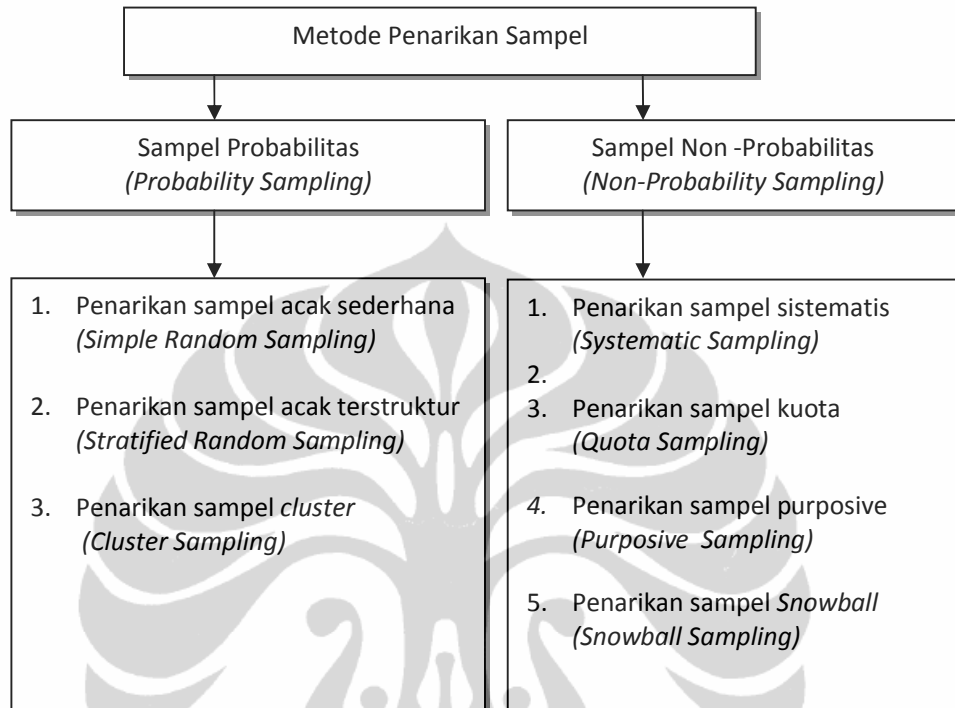 Metode Penarikan Sampel
Sampel Probabilitas
(Probability Sampling)
Sampel Non -Probabilitas
(Non-Probability Sampling)
1. Penarikan sampel acak sederhana
(Simple Random Sampling)
2. Penarikan sampel acak terstruktur
(Stratified Random Sampling)
3. Penarikan sampel cluster
(Cluster Sampling)
1. Penarikan sampel sistematis
(Systematic Sampling)
2.
3. Penarikan sampel kuota
(Quota Sampling)
4. Penarikan sampel purposive
(Purposive Sampling)
5. Penarikan sampel Snowball
(Snowball Sampling)